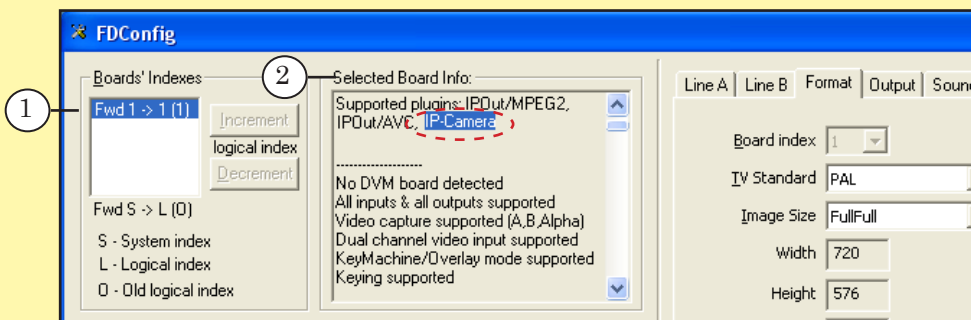 FDConfig
1
2
Boards' Indexes
Fwd 1 -> 1 (1)
Increment
logical index
Decrement
Fwd S -> L (O)
S - System index
L - Logical index
O - Old logical index
Selected Board Info:
Supported plugins: IPOut/MPEG2,
IPOut/AVC, IP-Camera
--------------------
No DVM board detected
All inputs & all outputs supported
Video capture supported (A,B,Alpha)
Dual channel video input supported
KeyMachine/Overlay mode supported
Keying supported
Line A Line B Format Output Soun
Board index 1
TV Standard PAL
Image Size FullFull
Width 720
Height 576